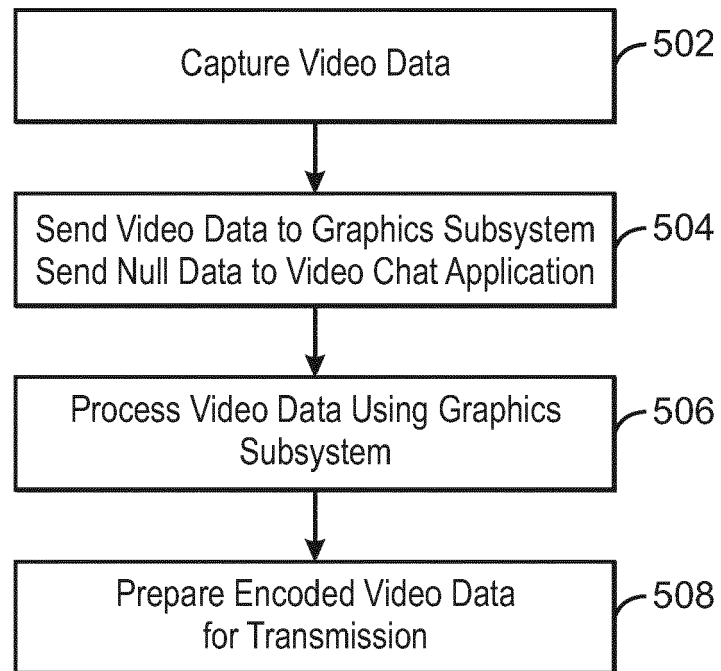 Capture Video Data
502
Send Video Data to Graphics Subsystem
Send Null Data to Video Chat Application
504
Process Video Data Using Graphics
Subsystem
506
Prepare Encoded Video Data
for Transmission
508